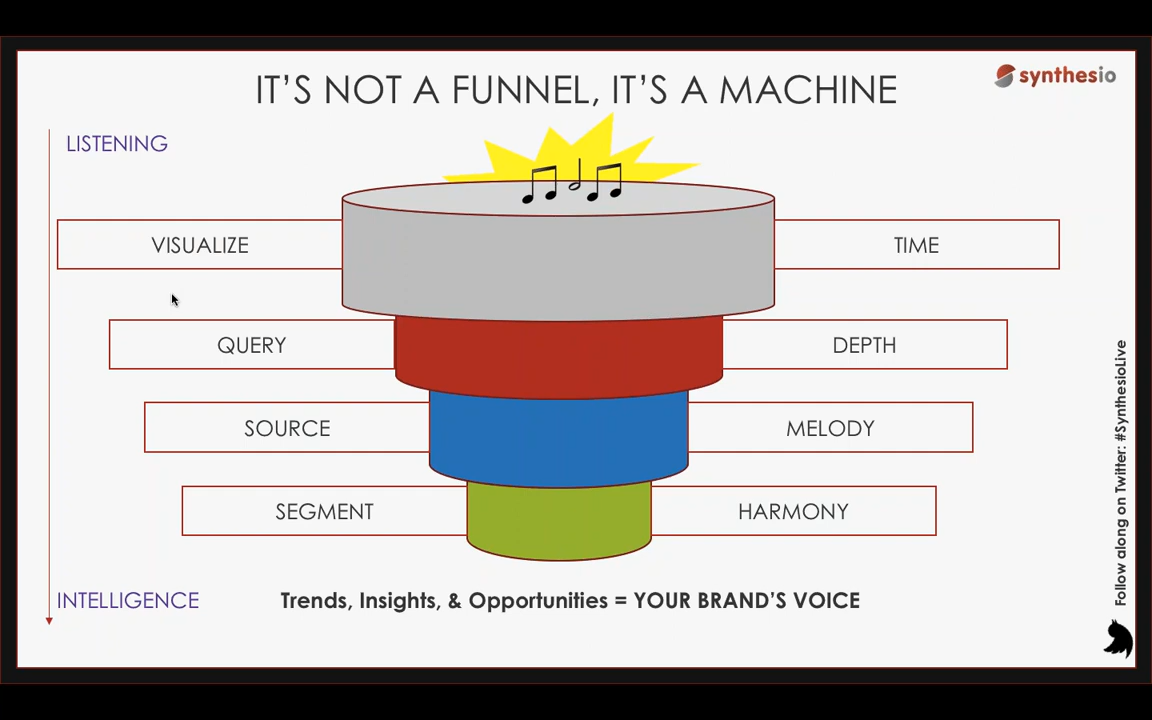 IT’S NOT A FUNNEL, IT’S A MACHINE
synthesio
LISTENING
VISUALIZE
TIME
QUERY
DEPTH
SOURCE
MELODY
SEGMENT
HARMONY
INTELLIGENCE
Trends, Insights, & Opportunities = YOUR BRAND’S VOICE
Follow along on Twitter: #SynthesioLive